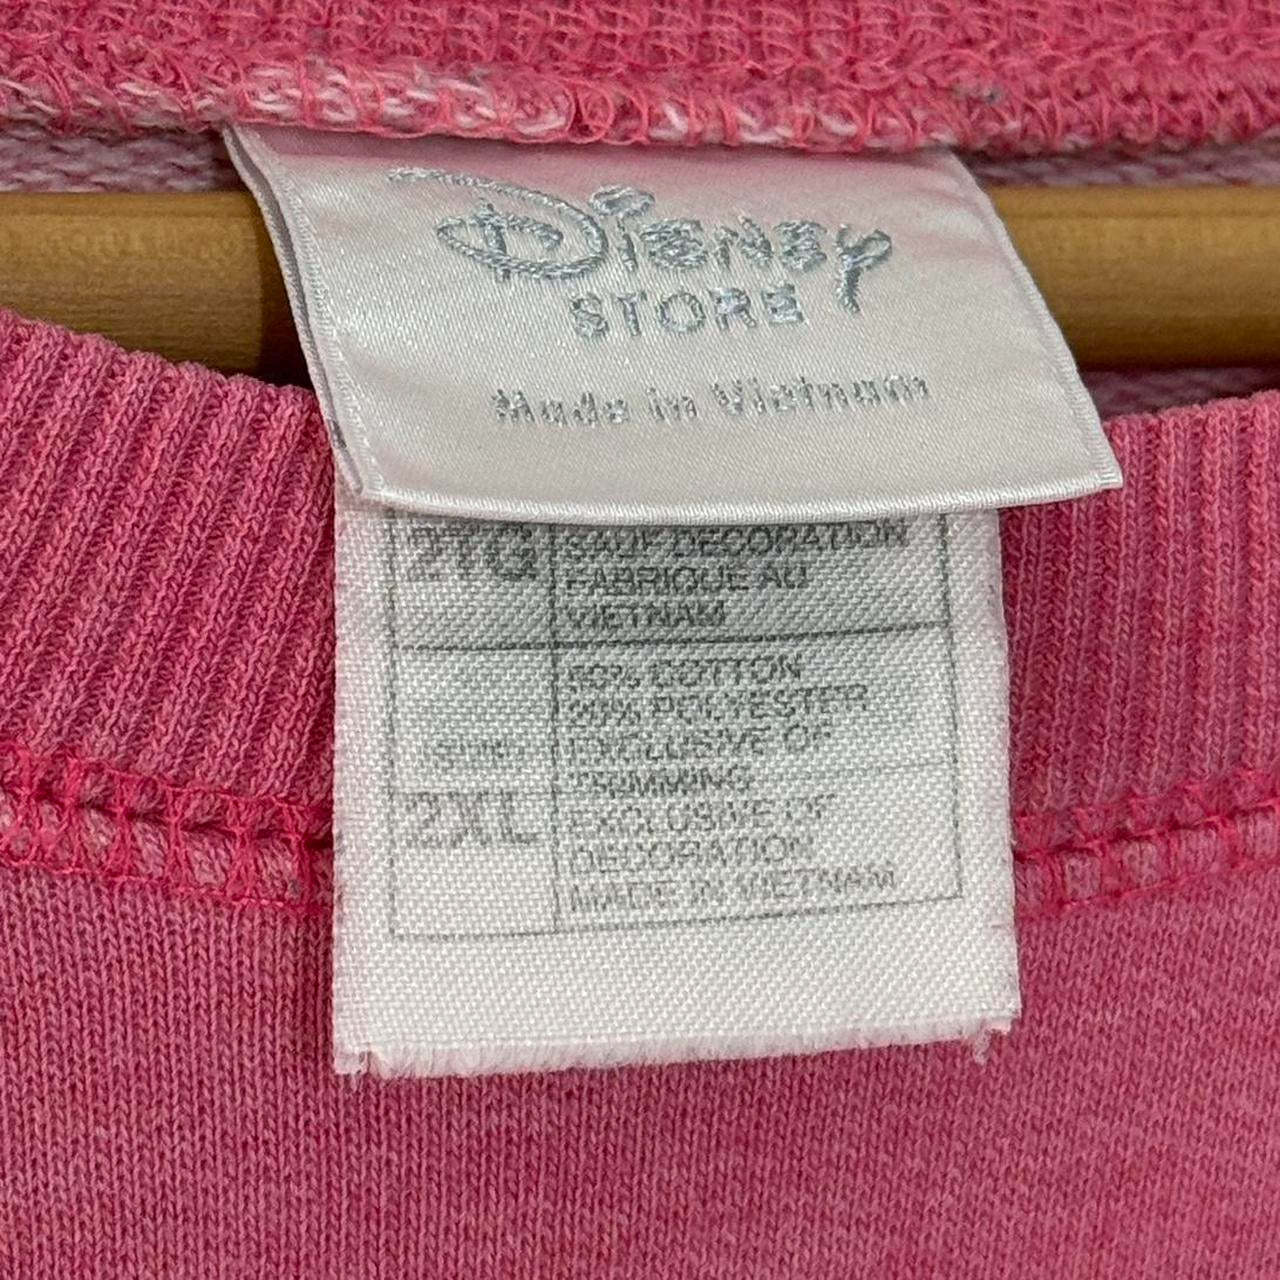 Disney
STORE
Made in Vietnam
2TG
SAUF DECORATION
FABRIQUE AU
VIETNAM
80% COTTON
20% POLYESTER
EXCLUSIVE OF
TRIMMING
2XL
EXCLUSIVE OF
DECORATION
MADE IN VIETNAM